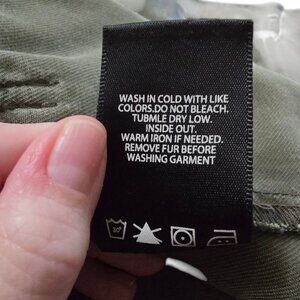 WASH IN COLD WITH LIKE
COLORS.DO NOT BLEACH.
TUBMLE DRY LOW.
INSIDE OUT.
WARM IRON IF NEEDED.
REMOVE FUR BEFORE
WASHING GARMENT
30°